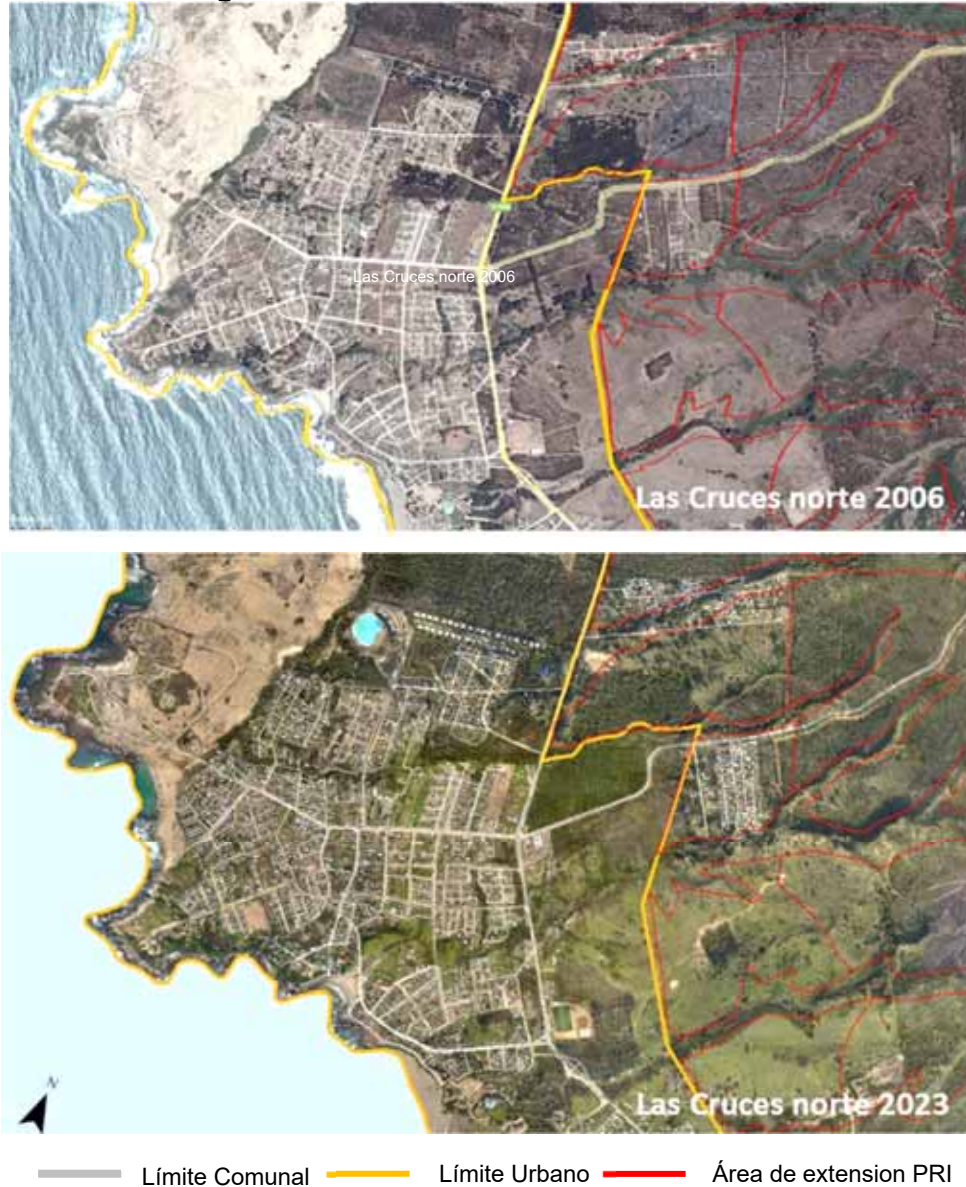 Las Cruces norte 2006
Las Cruces norte 2006
N
Las Cruces norte 2023
Límite Comunal
Límite Urbano
Área de extension PRI